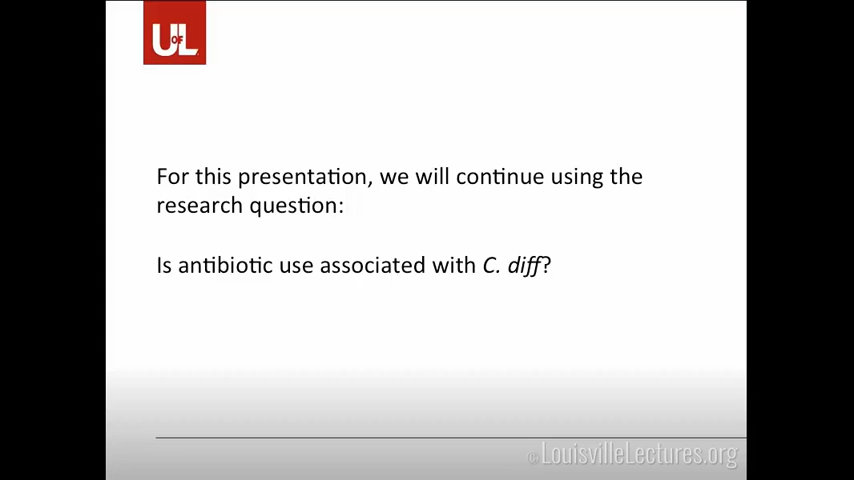 UOFL
For this presentation, we will continue using the
research question:
Is antibiotic use associated with C. diff?
© LouisvilleLectures.org